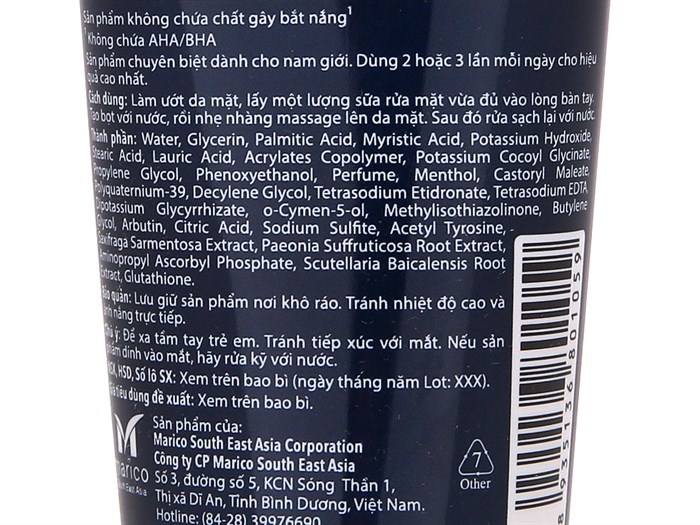 Sản phẩm không chứa chất gây bắt nắng¹
¹Không chứa AHA/BHA
Sản phẩm chuyên biệt dành cho nam giới. Dùng 2 hoặc 3 lần mỗi ngày cho hiệu
quả cao nhất.
Cách dùng: Làm ướt da mặt, lấy một lượng sữa rửa mặt vừa đủ vào lòng bàn tay.
Tạo bọt với nước, rồi nhẹ nhàng massage lên da mặt. Sau đó rửa sạch lại với nước.
Thành phần: Water, Glycerin, Palmitic Acid, Myristic Acid, Potassium Hydroxide,
Stearic Acid, Lauric Acid, Acrylates Copolymer, Potassium Cocoyl Glycinate,
Propylene Glycol, Phenoxyethanol, Perfume, Menthol, Castoryl Maleate,
Polyquaternium-39, Decylene Glycol, Tetrasodium Etidronate, Tetrasodium EDTA,
Dipotassium Glycyrrhizate, o-Cymen-5-ol, Methylisothiazolinone, Butylene
Glycol, Arbutin, Citric Acid, Sodium Sulfite, Acetyl Tyrosine,
Saxifraga Sarmentosa Extract, Paeonia Suffruticosa Root Extract,
Aminopropyl Ascorbyl Phosphate, Scutellaria Baicalensis Root
Extract, Glutathione.
Bảo quản: Lưu giữ sản phẩm nơi khô ráo. Tránh nhiệt độ cao và
ánh nắng trực tiếp.
Chú ý: Để xa tầm tay trẻ em. Tránh tiếp xúc với mắt. Nếu sản
phẩm dính vào mắt, hãy rửa kỹ với nước.
HSD, Số lô SX: Xem trên bao bì (ngày tháng năm Lot: XXX).
Giá tiêu dùng đề xuất: Xem trên bao bì.
Sản phẩm của:
Marico South East Asia Corporation
Công ty CP Marico South East Asia
Số 3, đường số 5, KCN Sóng Thần 1,
Thị xã Dĩ An, Tỉnh Bình Dương, Việt Nam.
Hotline: (84-28) 39976690
marico
East Asia
7
Other
8 935136 801059